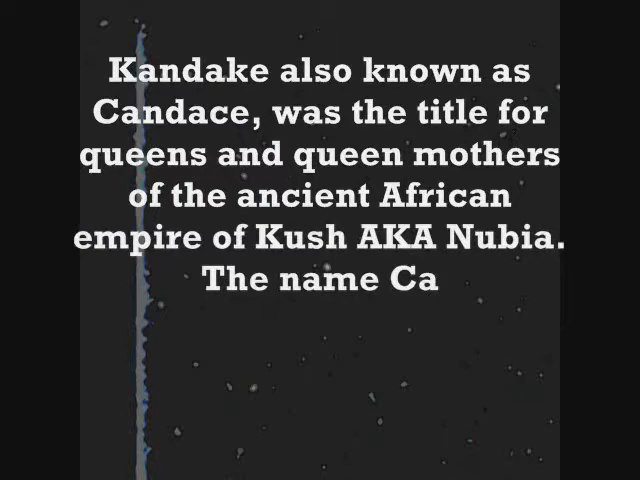 Kandake also known as
Candace, was the title for
queens and queen mothers
of the ancient African
empire of Kush AKA Nubia.
The name Ca